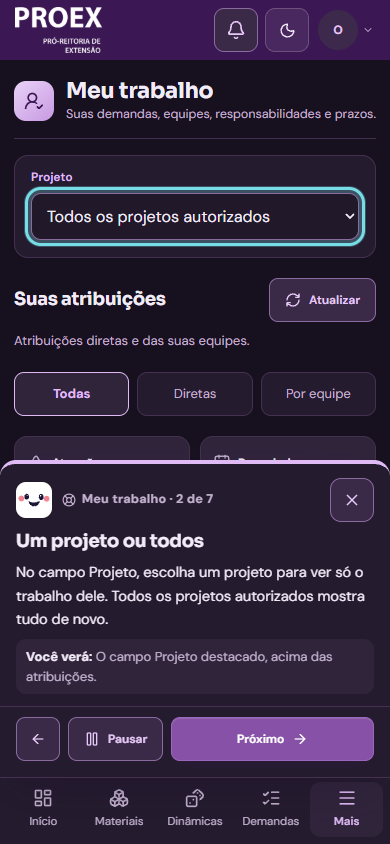 PROEX
PRÓ-REITORIA DE
EXTENSÃO
O
Meu trabalho
Suas demandas, equipes, responsabilidades e prazos.
Projeto
Todos os projetos autorizados
Suas atribuições
Atualizar
Atribuições diretas e das suas equipes.
Todas
Diretas
Por equipe
Meu trabalho · 2 de 7
Um projeto ou todos
No campo Projeto, escolha um projeto para ver só o
trabalho dele. Todos os projetos autorizados mostra
tudo de novo.
Você verá: O campo Projeto destacado, acima das
atribuições.
Pausar
Próximo
Início
Materiais
Dinâmicas
Demandas
Mais